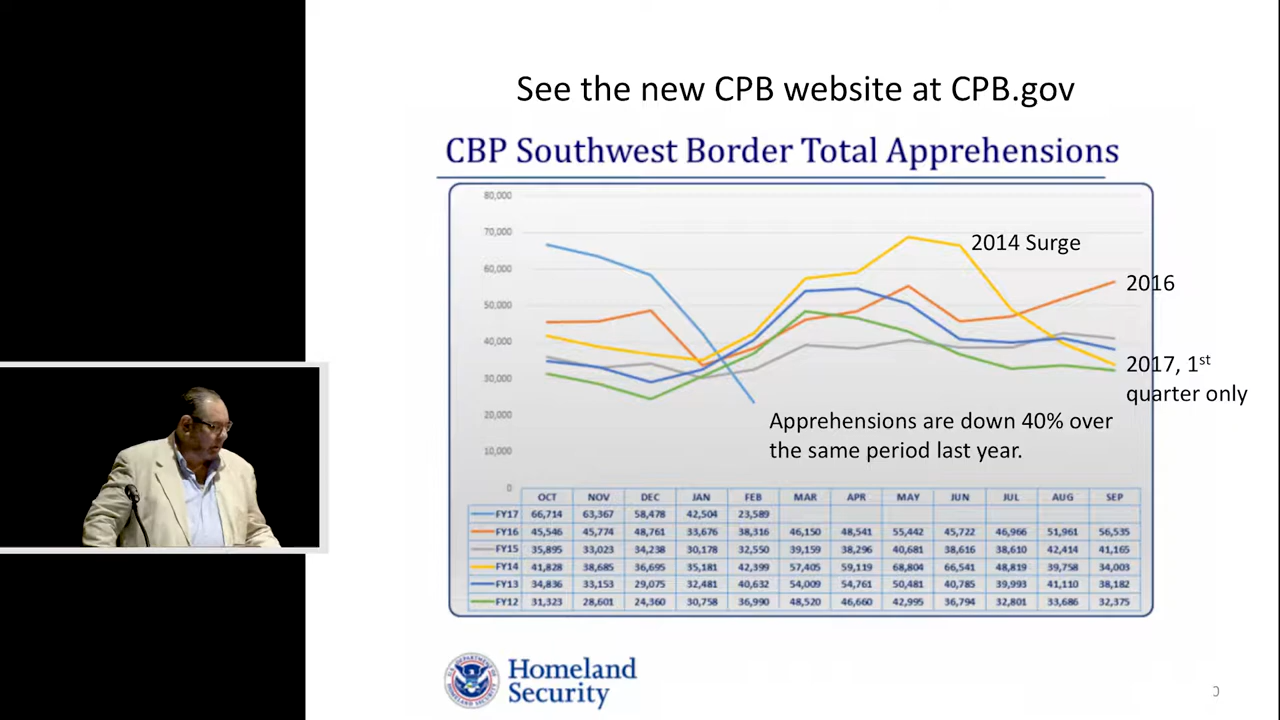 See the new CPB website at CPB.gov
CBP Southwest Border Total Apprehensions
80,000
70,000
2014 Surge
60,000
2016
50,000
40,000
2017, 1st
quarter only
30,000
20,000
Apprehensions are down 40% over
the same period last year.
10,000
0
OCT NOV DEC JAN FEB MAR APR MAY JUN JUL AUG SEP
FY17 66,714 63,367 58,478 42,504 23,589
FY16 45,546 45,774 48,761 33,676 38,316 46,150 48,541 55,442 45,722 46,966 51,961 56,535
FY15 35,895 33,023 34,238 30,178 32,550 39,159 38,296 40,681 38,616 38,610 42,414 41,165
FY14 41,828 38,685 36,695 35,181 42,399 57,405 59,119 68,804 66,541 48,819 39,758 34,003
FY13 34,836 33,153 29,075 32,481 40,632 54,009 54,761 50,481 40,785 39,993 41,110 38,182
FY12 31,323 28,601 24,360 30,758 36,990 48,520 46,660 42,995 36,794 32,801 33,686 32,375
Homeland
Security